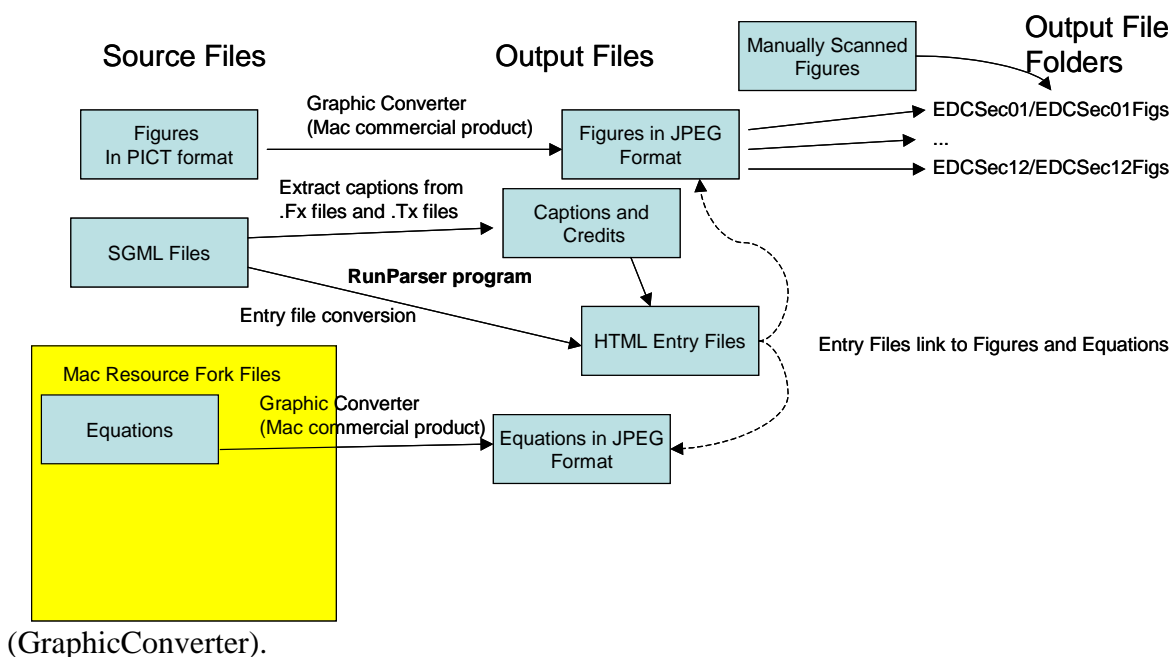 Source Files
Output Files
Manually Scanned
Figures
Output File
Folders
Figures
In PICT format
Graphic Converter
(Mac commercial product)
Figures in JPEG
Format
EDCSec01/EDCSec01Figs
...
EDCSec12/EDCSec12Figs
Extract captions from
.Fx files and .Tx files
SGML Files
Captions and
Credits
RunParser program
Entry file conversion
HTML Entry Files
Entry Files link to Figures and Equations
Mac Resource Fork Files
Equations
Graphic Converter
(Mac commercial product)
Equations in JPEG
Format
(GraphicConverter).